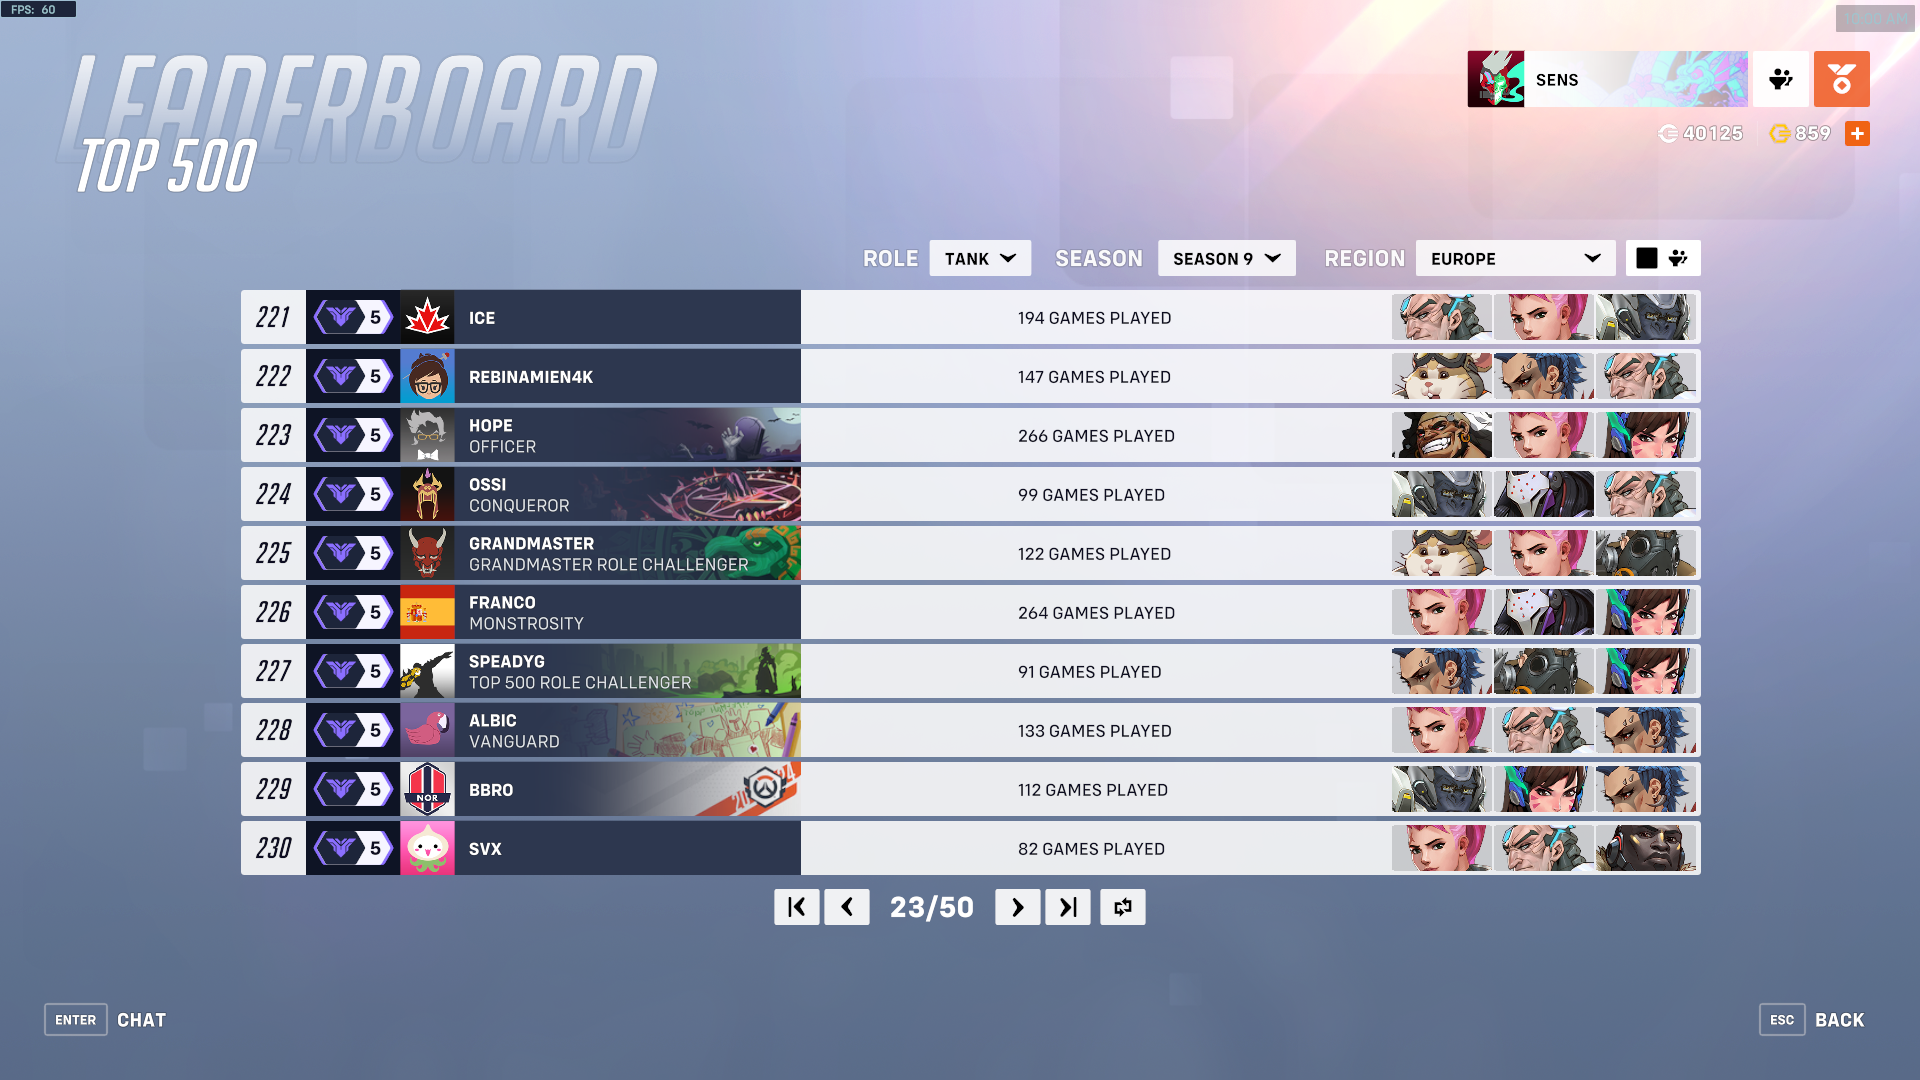 FPS: 60
10:00 AM
LEADERBOARD
TOP 500
SENS
40125 859
ROLE TANK SEASON SEASON 9 REGION EUROPE
221 5 ICE 194 GAMES PLAYED
222 5 REBINAMIEN4K 147 GAMES PLAYED
223 5 HOPE 266 GAMES PLAYED
OFFICER
224 5 OSSI 99 GAMES PLAYED
CONQUEROR
225 5 GRANDMASTER 122 GAMES PLAYED
GRANDMASTER ROLE CHALLENGER
226 5 FRANCO 264 GAMES PLAYED
MONSTROSITY
227 5 SPEADYG 91 GAMES PLAYED
TOP 500 ROLE CHALLENGER
228 5 ALBIC 133 GAMES PLAYED
VANGUARD
229 5 NOR BBRO 112 GAMES PLAYED
230 5 SVX 82 GAMES PLAYED
23/50
ENTER CHAT
ESC BACK